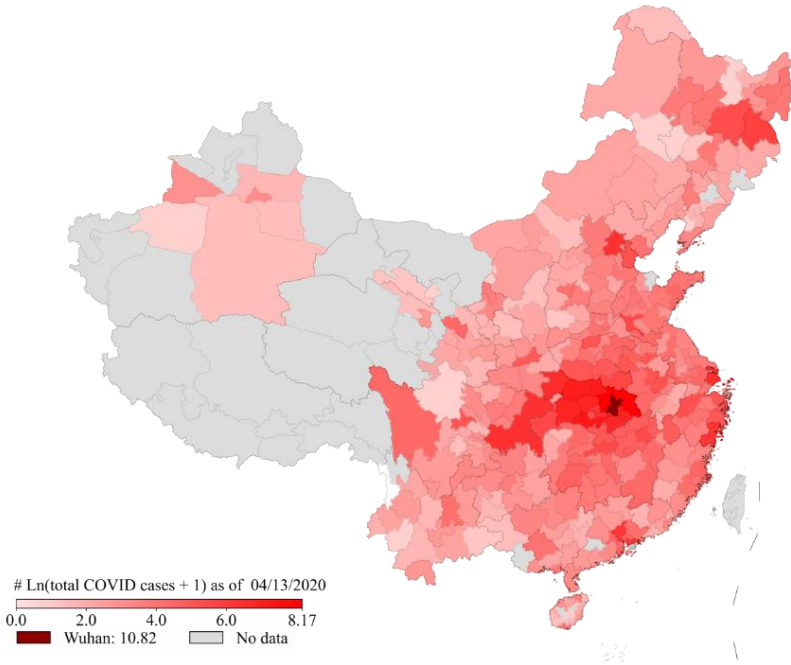 # Ln(total COVID cases + 1) as of 04/13/2020
0.0 2.0 4.0 6.0 8.17
Wuhan: 10.82 No data